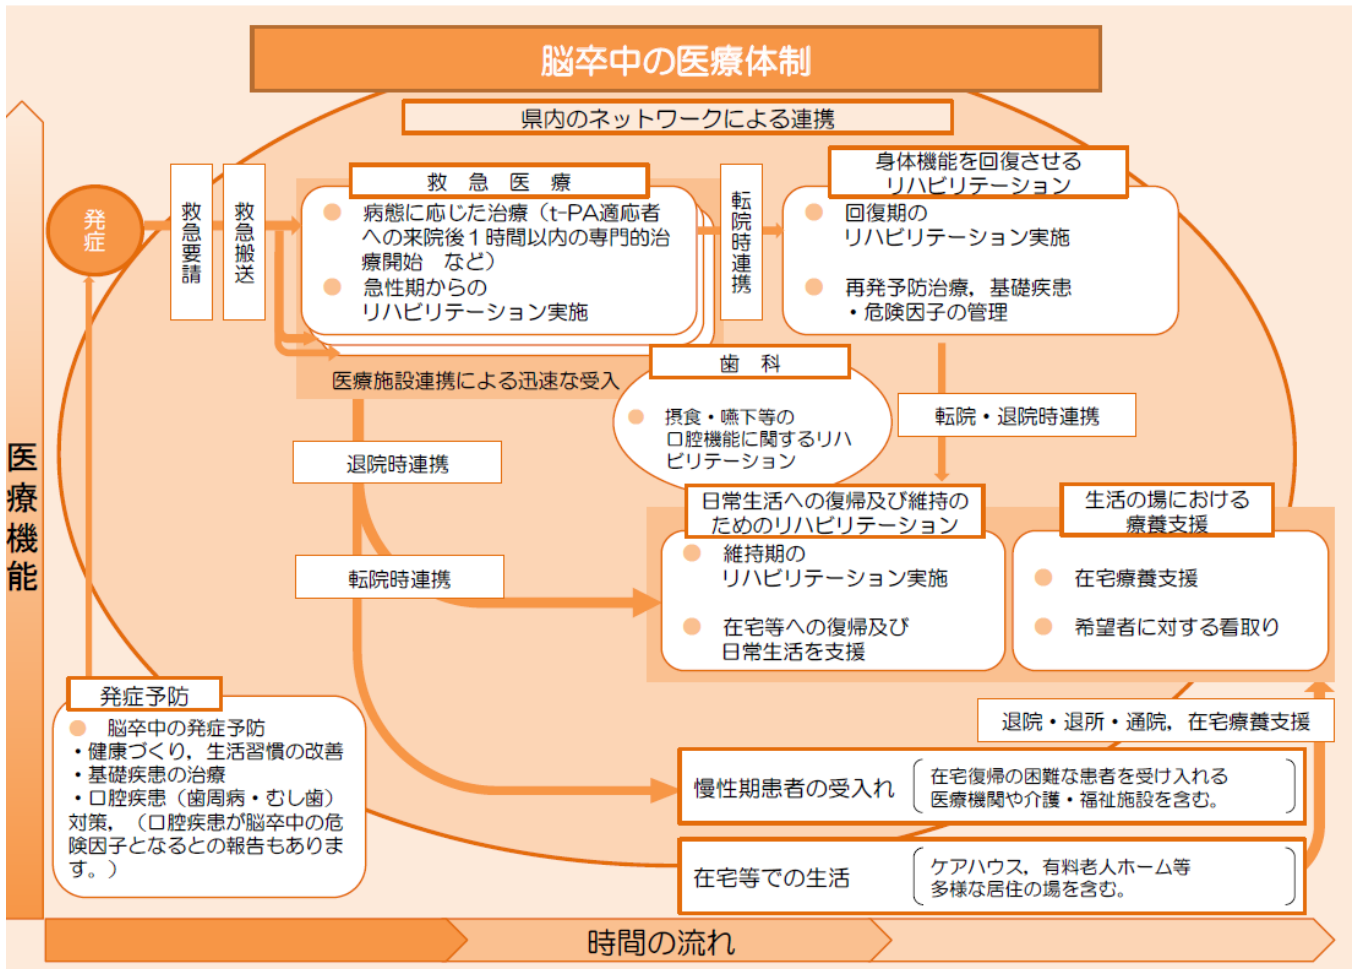 脳卒中の医療体制
県内のネットワークによる連携
医療機能
発症
救急要請
救急搬送
救　急　医　療
● 病態に応じた治療（t-PA適応者
への来院後１時間以内の専門的治
療開始　など）
● 急性期からの
リハビリテーション実施
医療施設連携による迅速な受入
転院時連携
身体機能を回復させる
リハビリテーション
● 回復期の
リハビリテーション実施
● 再発予防治療，基礎疾患
・危険因子の管理
歯　科
● 摂食・嚥下等の
口腔機能に関するリハ
ビリテーション
転院・退院時連携
退院時連携
転院時連携
日常生活への復帰及び維持の
ためのリハビリテーション
● 維持期の
リハビリテーション実施
● 在宅等への復帰及び
日常生活を支援
生活の場における
療養支援
● 在宅療養支援
● 希望者に対する看取り
発症予防
● 脳卒中の発症予防
・健康づくり，生活習慣の改善
・基礎疾患の治療
・口腔疾患（歯周病・むし歯）
対策，（口腔疾患が脳卒中の危
険因子となるとの報告もありま
す。）
退院・退所・通院，在宅療養支援
慢性期患者の受入れ
在宅復帰の困難な患者を受け入れる
医療機関や介護・福祉施設を含む。
在宅等での生活
ケアハウス，有料老人ホーム等
多様な居住の場を含む。
時間の流れ